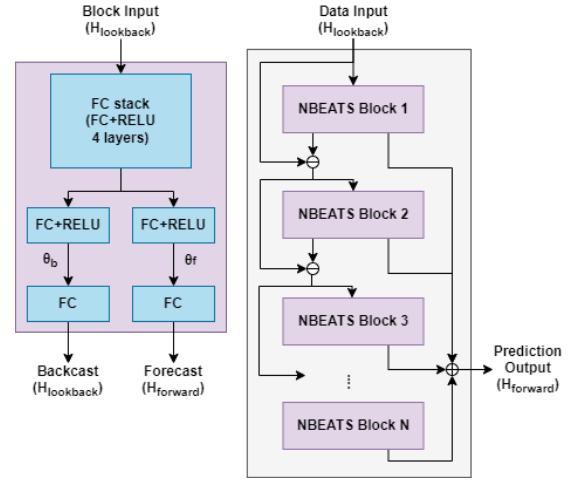 Block Input
(Hlookback)
FC stack
(FC+RELU
4 layers)
FC+RELU
FC+RELU
θb
θf
FC
FC
Backcast
(Hlookback)
Forecast
(Hforward)
Data Input
(Hlookback)
NBEATS Block 1
NBEATS Block 2
NBEATS Block 3
NBEATS Block N
Prediction
Output
(Hforward)